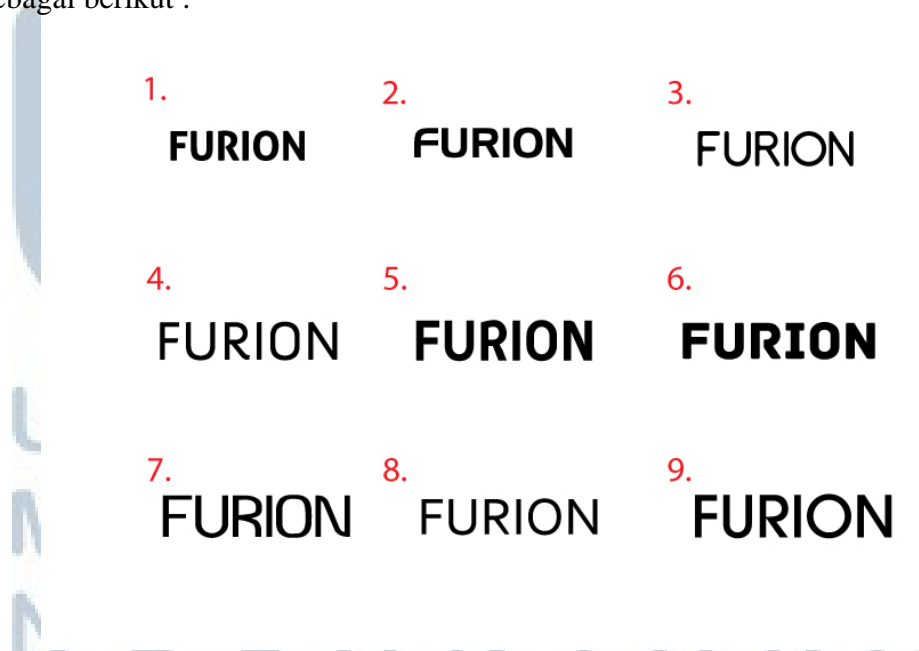 sebagai berikut :
1. 2. 3.
FURION FURION FURION
4. 5. 6.
FURION FURION FURION
7. 8. 9.
FURION FURION FURION